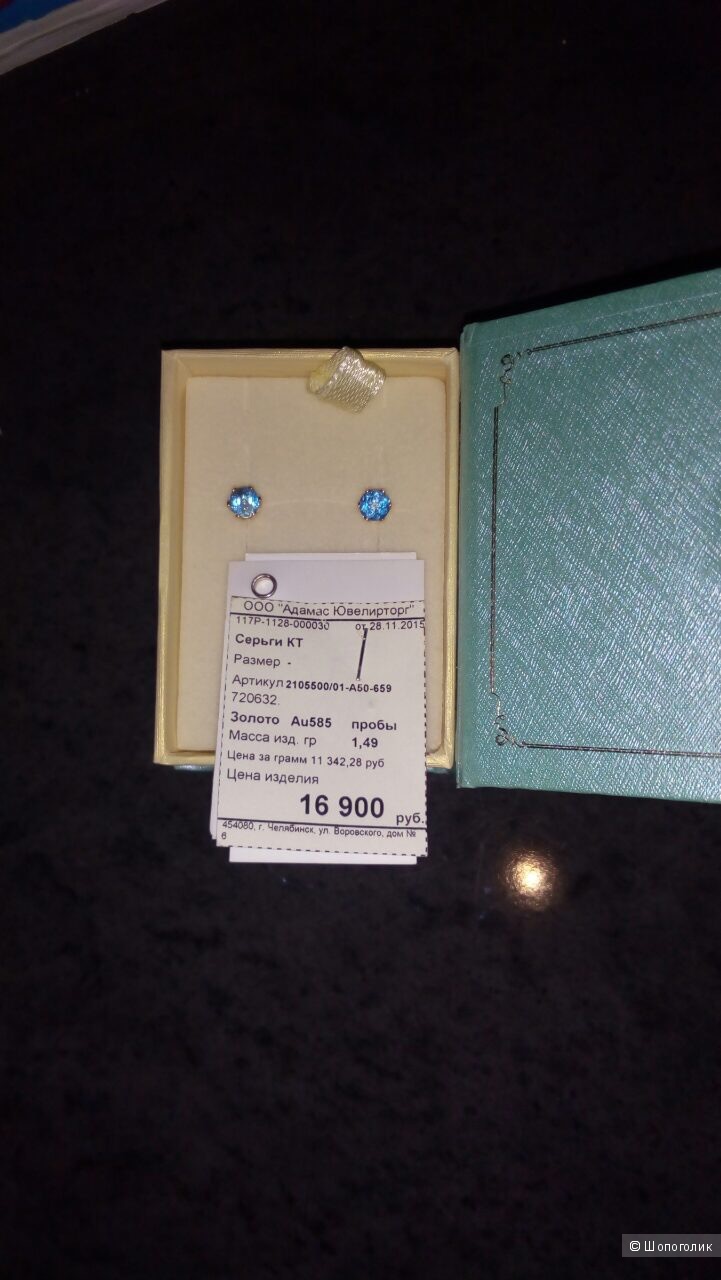 ООО "Адамас Ювелирторг"
117Р-1128-000030 от 28.11.2015
Серьги КТ
Размер -
Артикул 2105500/01-А50-659
720632.
Золото Au585 пробы
Масса изд. гр 1,49
Цена за грамм 11 342,28 руб
Цена изделия
16 900 руб.
454080, г. Челябинск, ул. Воровского, дом №
6
© Шопоголик